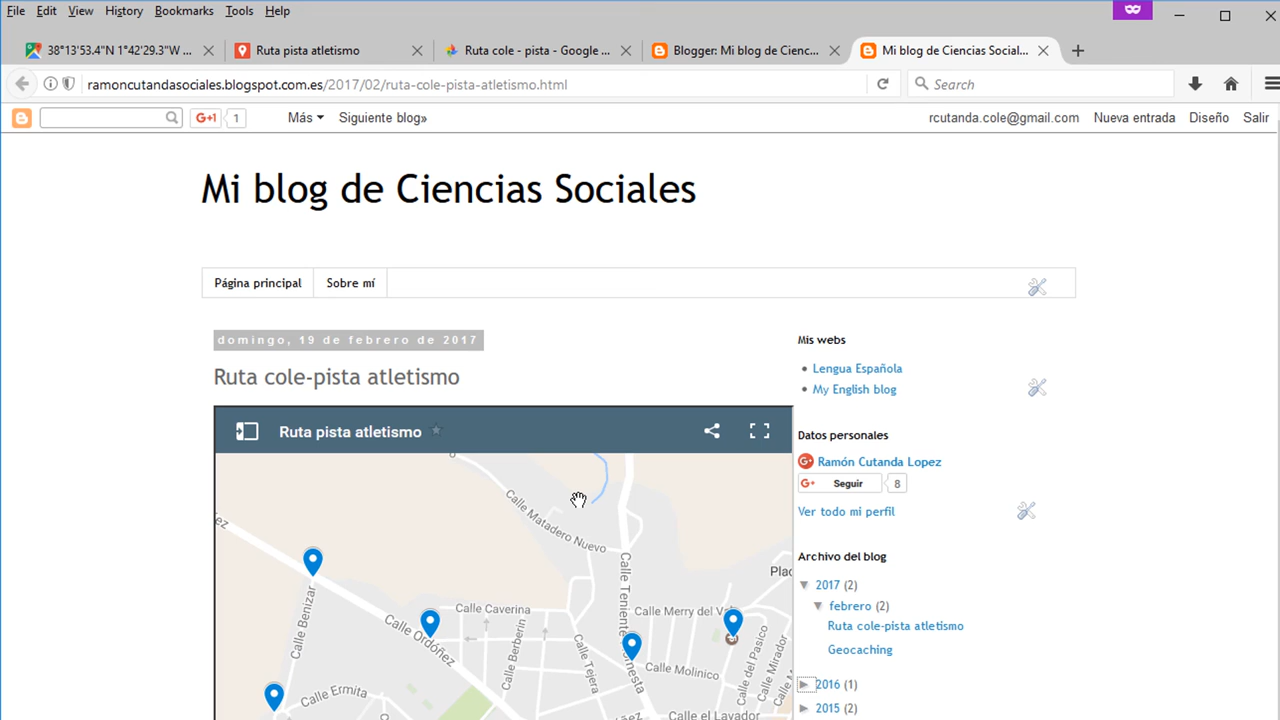 File Edit View History Bookmarks Tools Help
38°13'53.4"N 1°42'29.3"W ... Ruta pista atletismo Ruta cole - pista - Google ... Blogger: Mi blog de Cienc... Mi blog de Ciencias Social...
ramoncutandasociales.blogspot.com.es/2017/02/ruta-cole-pista-atletismo.html Search
G+1 1 Más Siguiente blog» rcutanda.cole@gmail.com Nueva entrada Diseño Salir
Mi blog de Ciencias Sociales
Página principal Sobre mí
domingo, 19 de febrero de 2017
Ruta cole-pista atletismo
Ruta pista atletismo
Calle Matadero Nuevo
Calle Teniente
Calle Benizar
Calle Caverina
Calle Ordóñez
Calle Berberin
Calle Tejera
Calle Merry del Va
Plac
Calle Molinico
Calle del Pasico
Calle Mirador
Calle Ermita
Calle el Lavador
Mis webs
Lengua Española
My English blog
Datos personales
Ramón Cutanda Lopez
G+ Seguir 8
Ver todo mi perfil
Archivo del blog
2017 (2)
febrero (2)
Ruta cole-pista atletismo
Geocaching
2016 (1)
2015 (2)